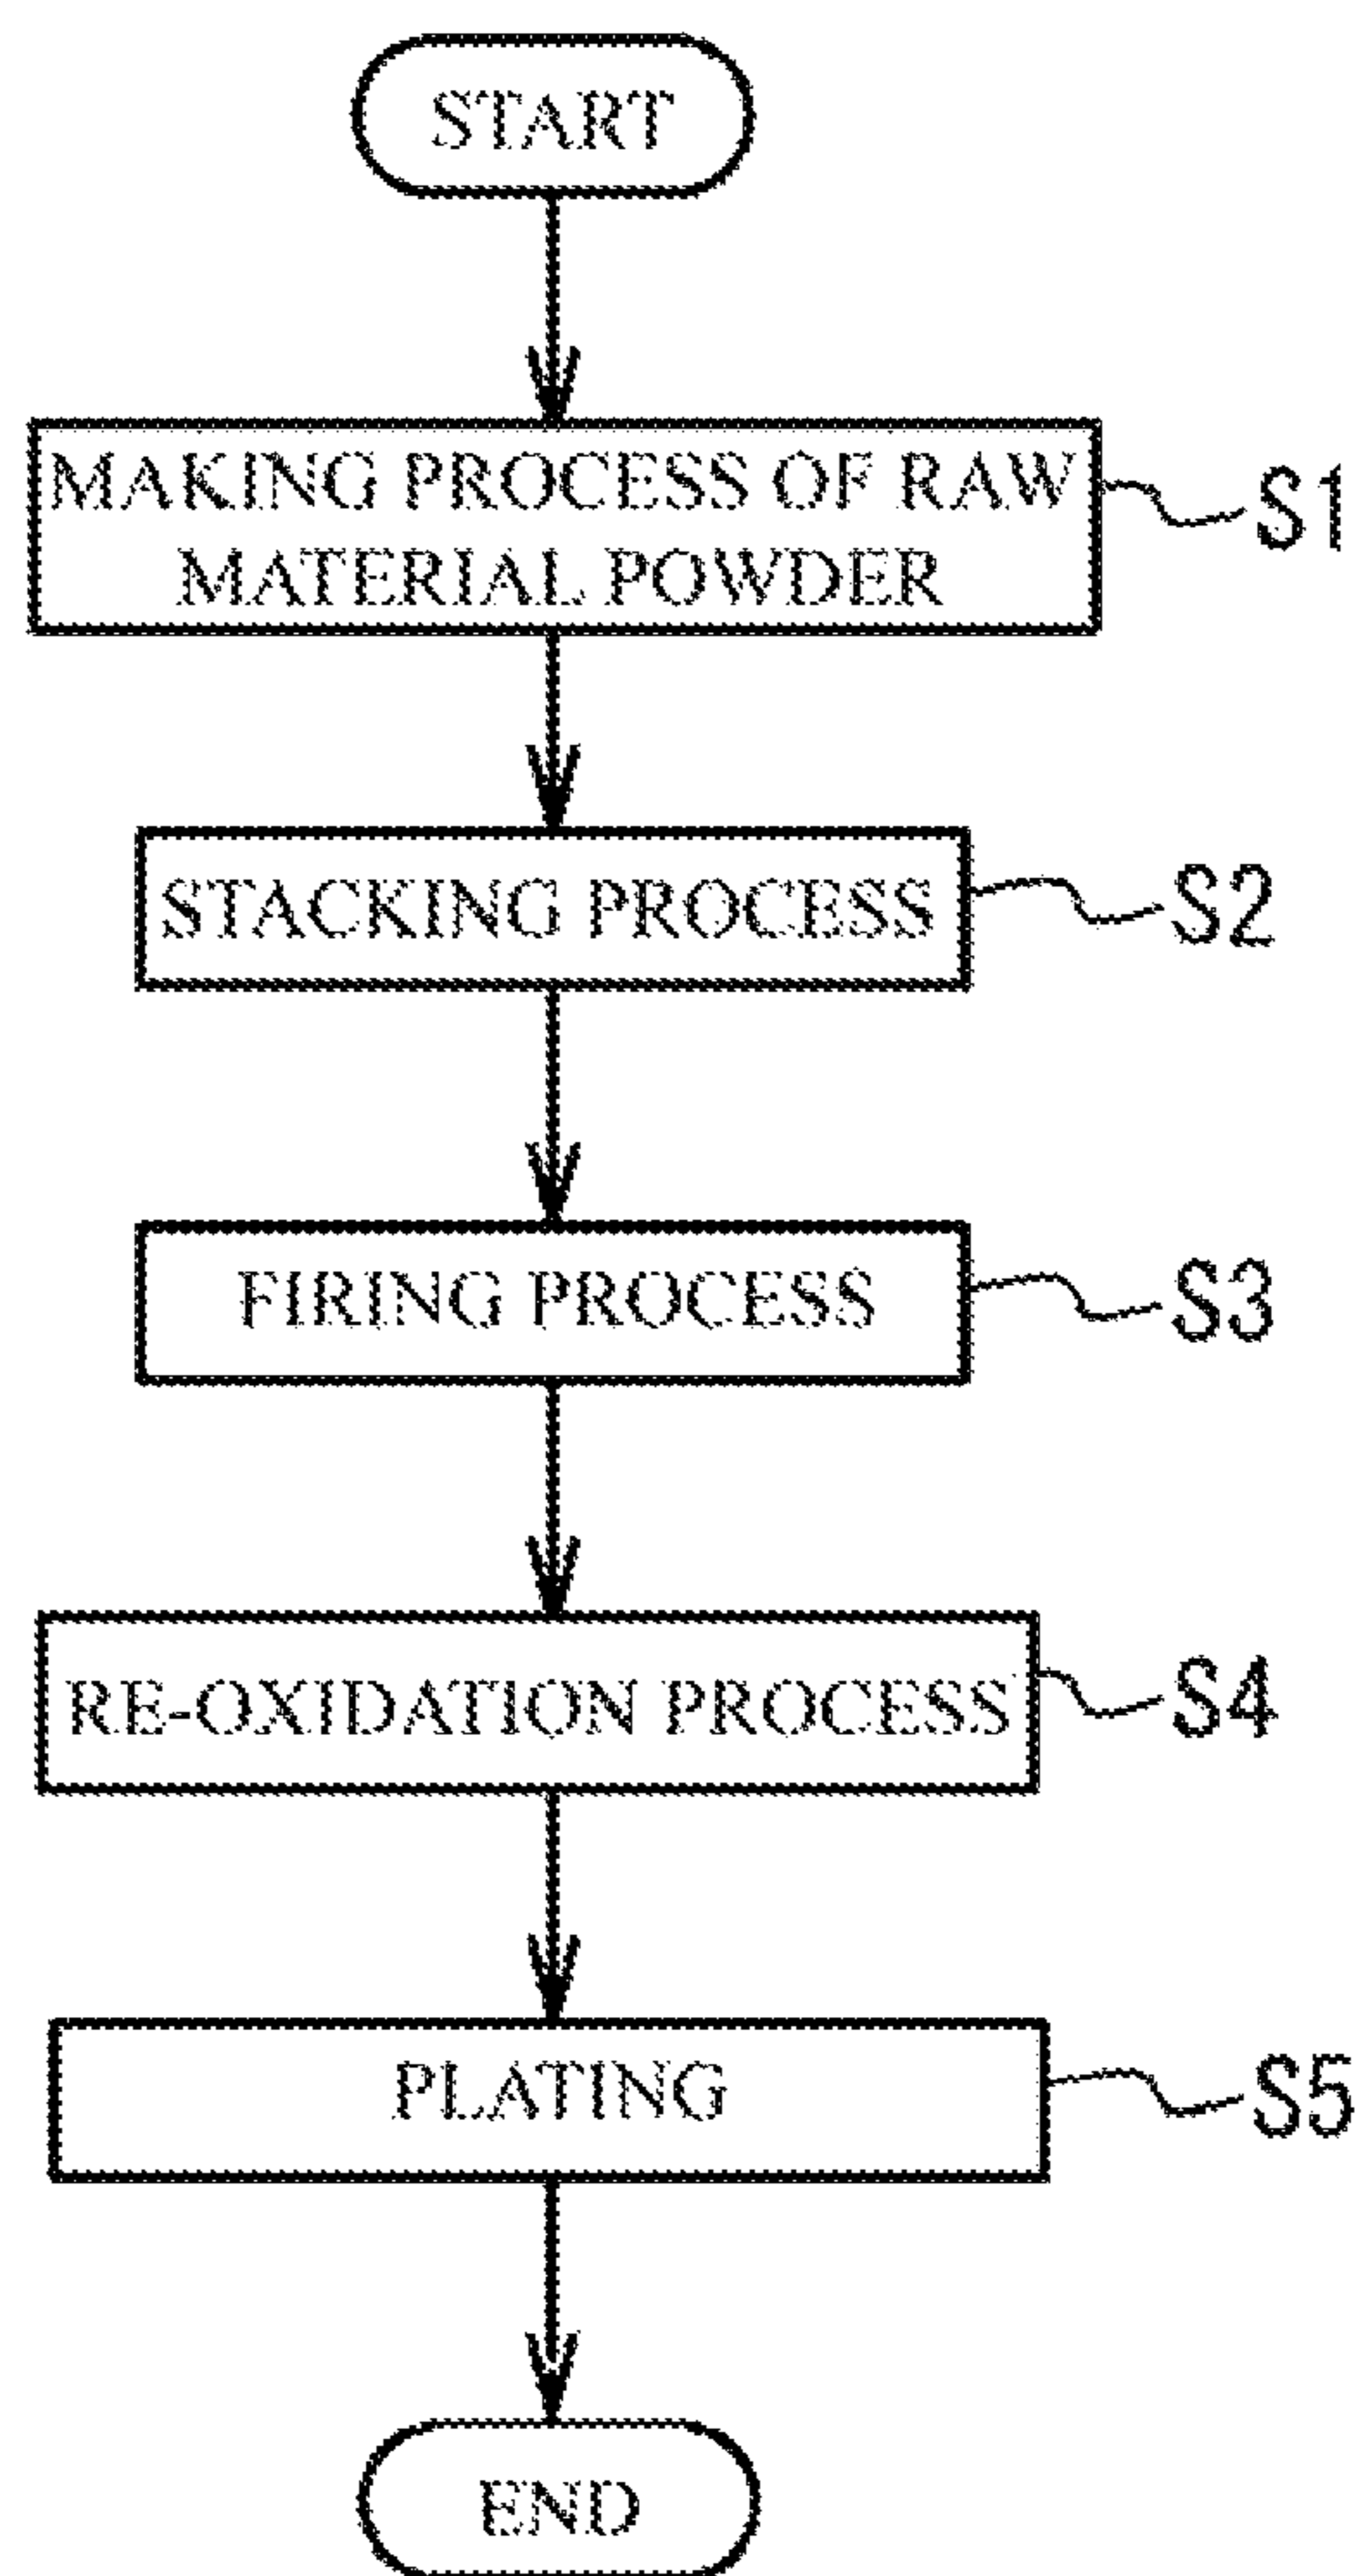 START
MAKING PROCESS OF RAW
MATERIAL POWDER
S1
STACKING PROCESS
S2
FIRING PROCESS
S3
RE-OXIDATION PROCESS
S4
PLATING
S5
END